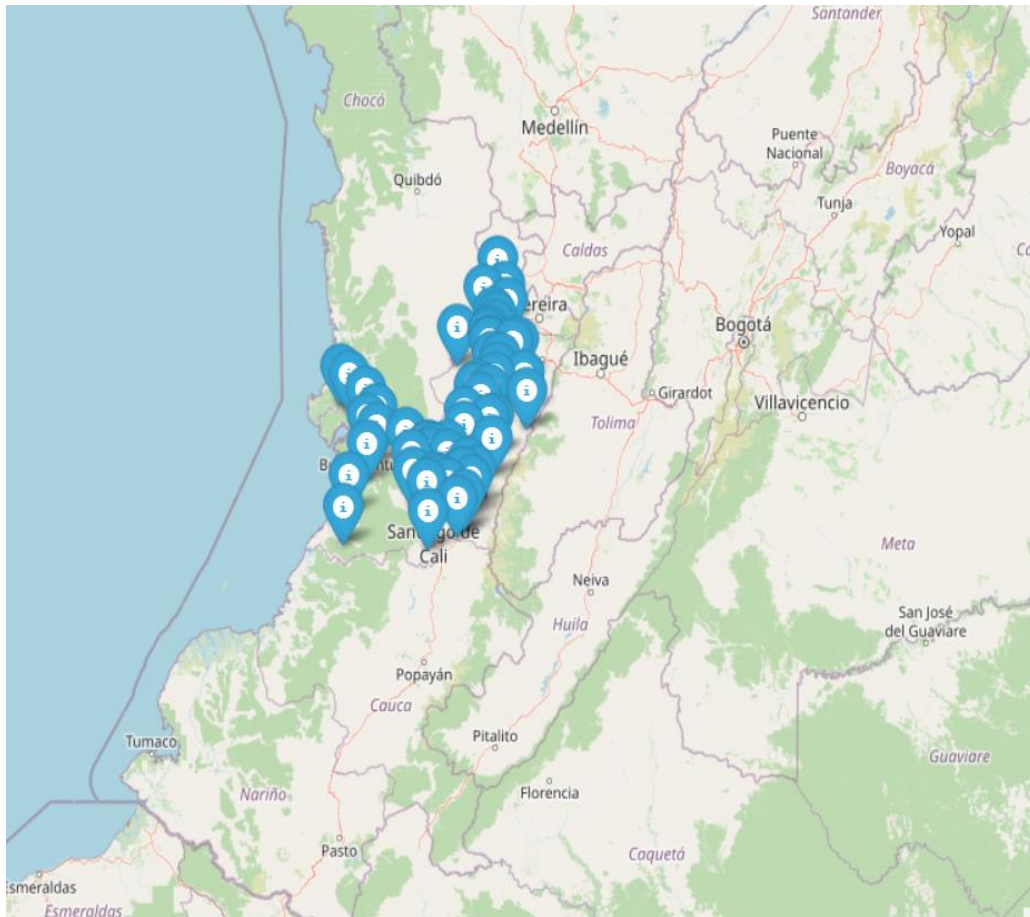 Santander
Chocó
Medellín
Puente
Nacional
Boyacá
Quibdó
Tunja
Yopal
Caldas
ereira
Bogotá
Ibagué
Girardot
Villavicencio
Tolima
Santiago de
Cali
Meta
Neiva
San José
del Guaviare
Huila
Popayán
Cauca
Pitalito
Tumaco
Guaviare
Nariño
Florencia
Pasto
Caquetá
Esmeraldas
Esmeraldas